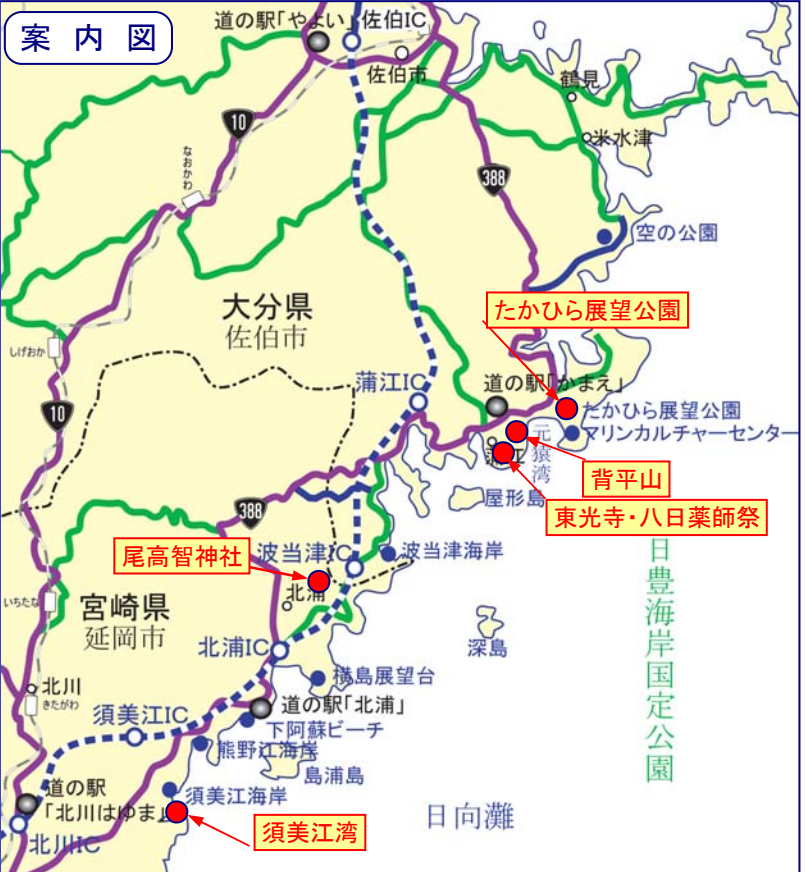 案内図
道の駅「やよい」
佐伯IC
佐伯市
鶴見
米水津
10
なおかわ
388
空の公園
大分県
佐伯市
たかひら展望公園
しげおか
蒲江IC
道の駅「かまえ」
たかひら展望公園
マリンカルチャーセンター
10
元猿湾
蒲江
背平山
屋形島
東光寺・八日薬師祭
388
尾高智神社
波当津IC
波当津海岸
日豊海岸国定公園
いちたな
宮崎県
延岡市
北浦
深島
北浦IC
横島展望台
北川
きたがわ
道の駅「北浦」
須美江IC
下阿蘇ビーチ
熊野江海岸
島浦島
道の駅
「北川はゆま」
須美江海岸
日向灘
須美江湾
北川IC